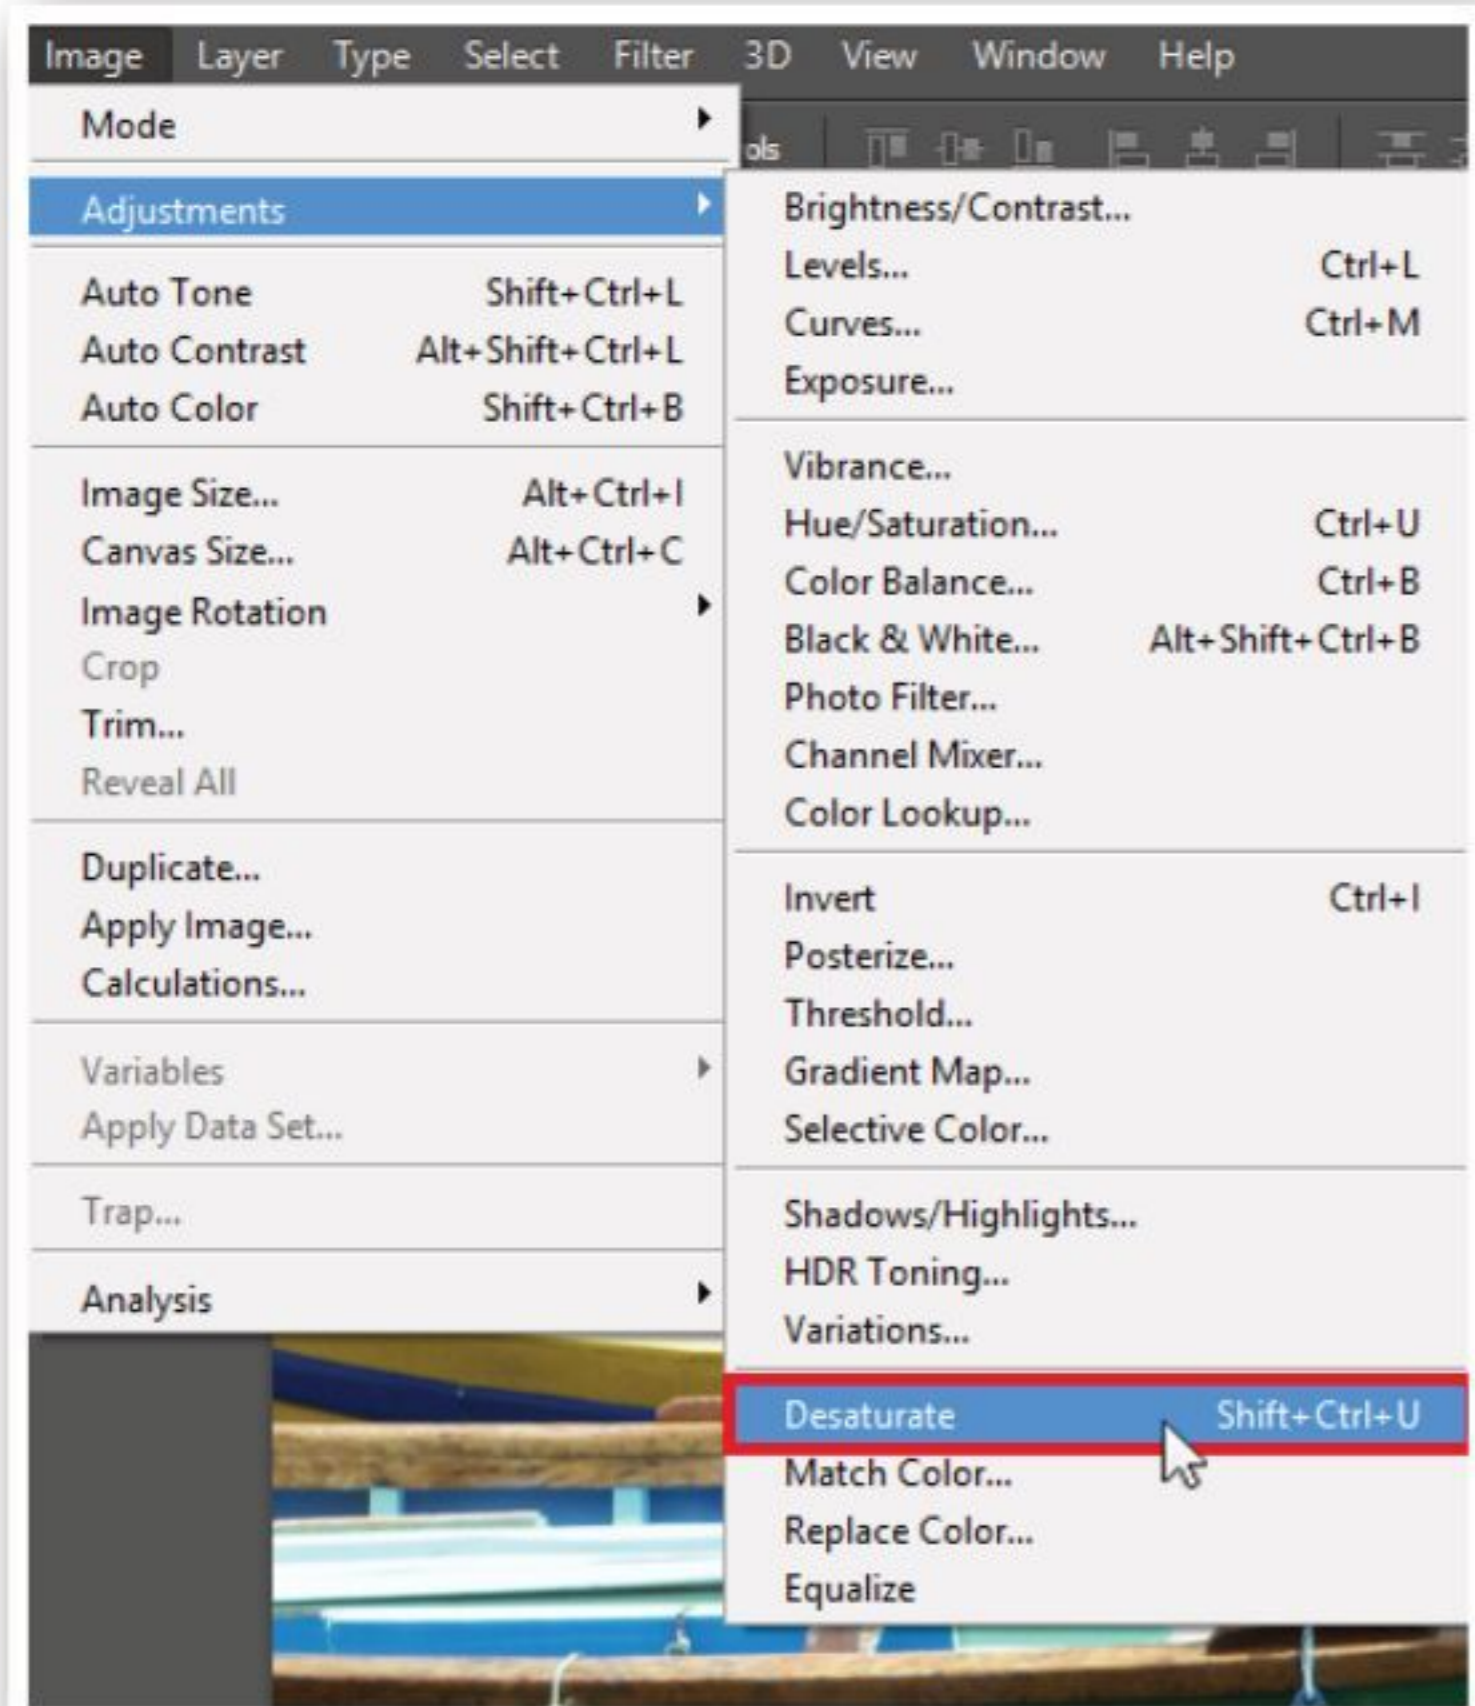 Image Layer Type Select Filter 3D View Window Help
ols
Mode
Adjustments
Auto Tone Shift+Ctrl+L
Auto Contrast Alt+Shift+Ctrl+L
Auto Color Shift+Ctrl+B
Image Size... Alt+Ctrl+I
Canvas Size... Alt+Ctrl+C
Image Rotation
Crop
Trim...
Reveal All
Duplicate...
Apply Image...
Calculations...
Variables
Apply Data Set...
Trap...
Analysis
Brightness/Contrast...
Levels... Ctrl+L
Curves... Ctrl+M
Exposure...
Vibrance...
Hue/Saturation... Ctrl+U
Color Balance... Ctrl+B
Black & White... Alt+Shift+Ctrl+B
Photo Filter...
Channel Mixer...
Color Lookup...
Invert Ctrl+I
Posterize...
Threshold...
Gradient Map...
Selective Color...
Shadows/Highlights...
HDR Toning...
Variations...
Desaturate Shift+Ctrl+U
Match Color...
Replace Color...
Equalize